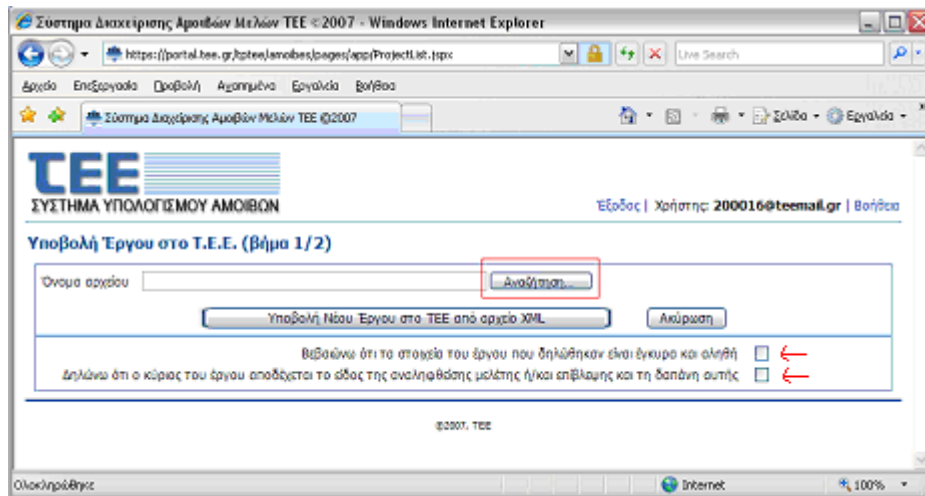 Σύστημα Διαχείρισης Αμοιβών Μελών ΤΕΕ ©2007 - Windows Internet Explorer
https://portal.tee.gr/tptee/amoibes/pages/app/ProjectList.jspx
Live Search
Αρχείο Επεξεργασία Προβολή Αγαπημένα Εργαλεία Βοήθεια
Σύστημα Διαχείρισης Αμοιβών Μελών ΤΕΕ ©2007
Σελίδα Εργαλεία
ΤΕΕ
ΣΥΣΤΗΜΑ ΥΠΟΛΟΓΙΣΜΟΥ ΑΜΟΙΒΩΝ
Έξοδος | Χρήστης: 200016@teemail.gr | Βοήθεια
Υποβολή Έργου στο Τ.Ε.Ε. (βήμα 1/2)
Όνομα αρχείου
Αναζήτηση...
Υποβολή Νέου Έργου στο ΤΕΕ από αρχείο XML
Ακύρωση
Βεβαιώνω ότι τα στοιχεία του έργου που δηλώθηκαν είναι έγκυρα και αληθή
Δηλώνω ότι ο κύριος του έργου αποδέχεται το είδος της αναληφθείσης μελέτης ή/και επίβλεψης και τη δαπάνη αυτής
©2007, ΤΕΕ
Ολοκληρώθηκε
Internet
100%